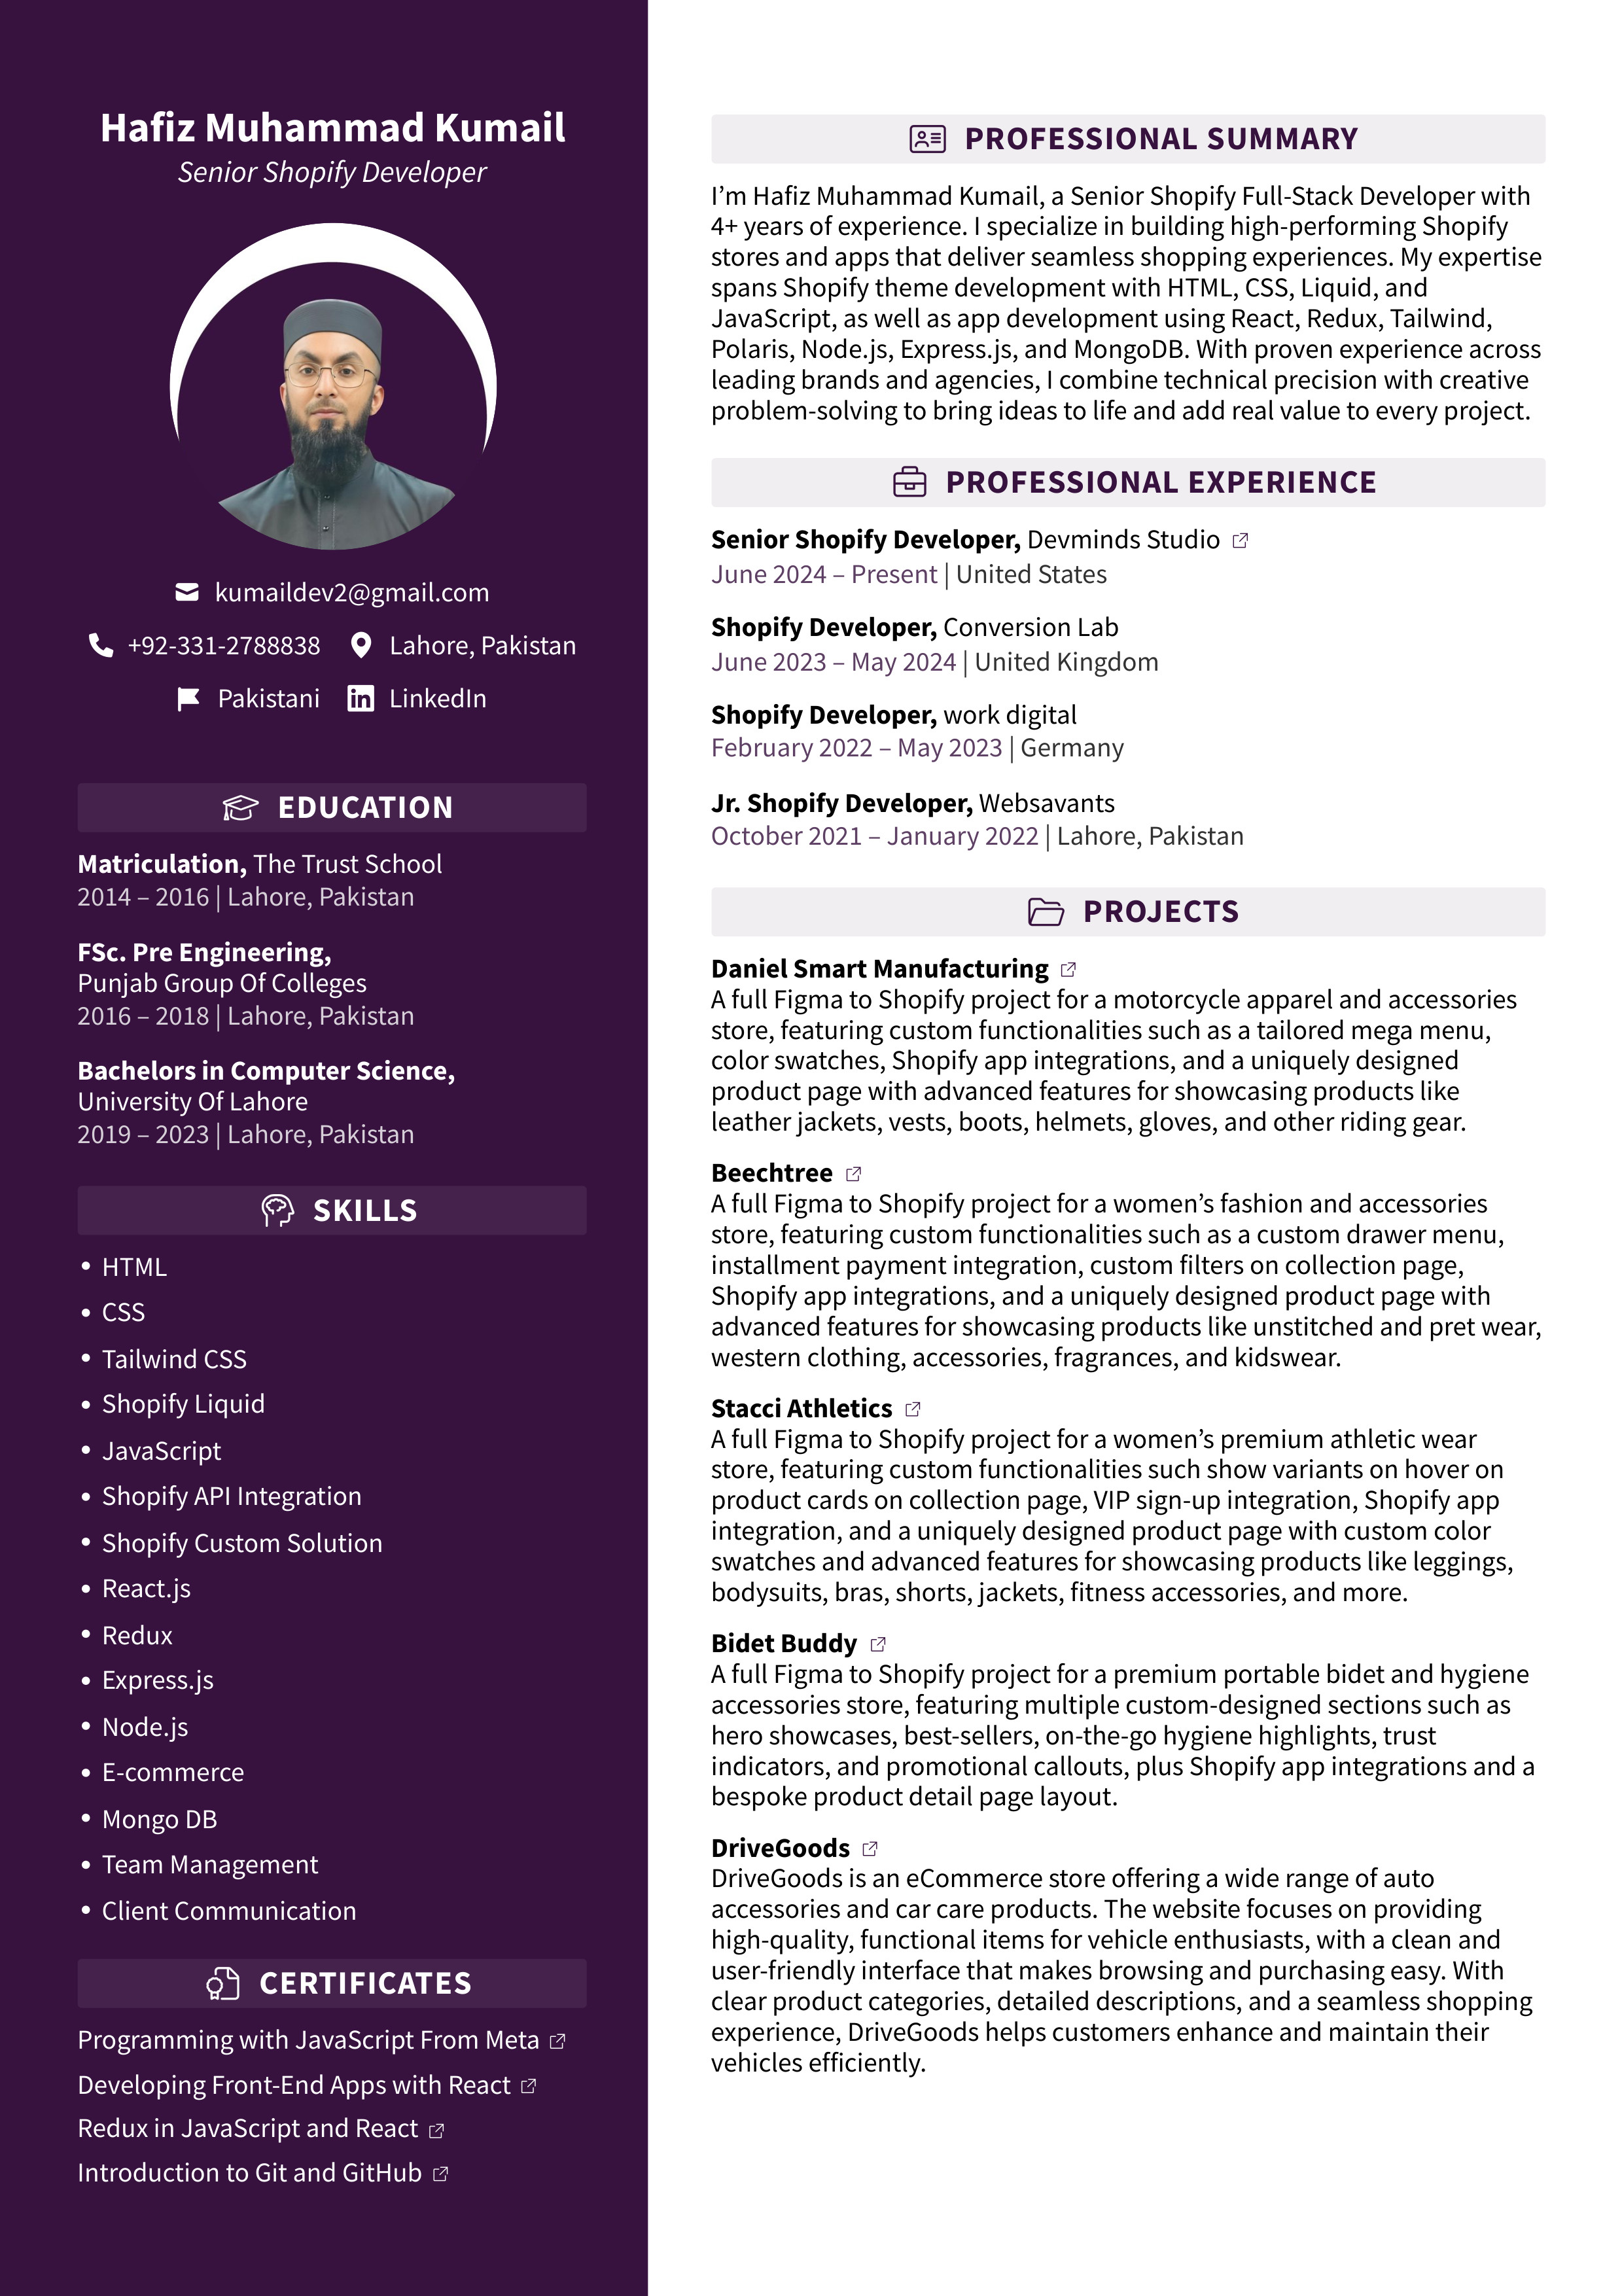 Hafiz Muhammad Kumail
Senior Shopify Developer
kumaildev2@gmail.com
+92-331-2788838
Lahore, Pakistan
Pakistani
LinkedIn
EDUCATION
Matriculation, The Trust School
2014 – 2016 | Lahore, Pakistan
FSc. Pre Engineering,
Punjab Group Of Colleges
2016 – 2018 | Lahore, Pakistan
Bachelors in Computer Science,
University Of Lahore
2019 – 2023 | Lahore, Pakistan
SKILLS
• HTML
• CSS
• Tailwind CSS
• Shopify Liquid
• JavaScript
• Shopify API Integration
• Shopify Custom Solution
• React.js
• Redux
• Express.js
• Node.js
• E-commerce
• Mongo DB
• Team Management
• Client Communication
CERTIFICATES
Programming with JavaScript From Meta
Developing Front-End Apps with React
Redux in JavaScript and React
Introduction to Git and GitHub
PROFESSIONAL SUMMARY
I’m Hafiz Muhammad Kumail, a Senior Shopify Full-Stack Developer with
4+ years of experience. I specialize in building high-performing Shopify
stores and apps that deliver seamless shopping experiences. My expertise
spans Shopify theme development with HTML, CSS, Liquid, and
JavaScript, as well as app development using React, Redux, Tailwind,
Polaris, Node.js, Express.js, and MongoDB. With proven experience across
leading brands and agencies, I combine technical precision with creative
problem-solving to bring ideas to life and add real value to every project.
PROFESSIONAL EXPERIENCE
Senior Shopify Developer, Devminds Studio
June 2024 – Present | United States
Shopify Developer, Conversion Lab
June 2023 – May 2024 | United Kingdom
Shopify Developer, work digital
February 2022 – May 2023 | Germany
Jr. Shopify Developer, Websavants
October 2021 – January 2022 | Lahore, Pakistan
PROJECTS
Daniel Smart Manufacturing
A full Figma to Shopify project for a motorcycle apparel and accessories
store, featuring custom functionalities such as a tailored mega menu,
color swatches, Shopify app integrations, and a uniquely designed
product page with advanced features for showcasing products like
leather jackets, vests, boots, helmets, gloves, and other riding gear.
Beechtree
A full Figma to Shopify project for a women’s fashion and accessories
store, featuring custom functionalities such as a custom drawer menu,
installment payment integration, custom filters on collection page,
Shopify app integrations, and a uniquely designed product page with
advanced features for showcasing products like unstitched and pret wear,
western clothing, accessories, fragrances, and kidswear.
Stacci Athletics
A full Figma to Shopify project for a women’s premium athletic wear
store, featuring custom functionalities such show variants on hover on
product cards on collection page, VIP sign-up integration, Shopify app
integration, and a uniquely designed product page with custom color
swatches and advanced features for showcasing products like leggings,
bodysuits, bras, shorts, jackets, fitness accessories, and more.
Bidet Buddy
A full Figma to Shopify project for a premium portable bidet and hygiene
accessories store, featuring multiple custom-designed sections such as
hero showcases, best-sellers, on-the-go hygiene highlights, trust
indicators, and promotional callouts, plus Shopify app integrations and a
bespoke product detail page layout.
DriveGoods
DriveGoods is an eCommerce store offering a wide range of auto
accessories and car care products. The website focuses on providing
high-quality, functional items for vehicle enthusiasts, with a clean and
user-friendly interface that makes browsing and purchasing easy. With
clear product categories, detailed descriptions, and a seamless shopping
experience, DriveGoods helps customers enhance and maintain their
vehicles efficiently.